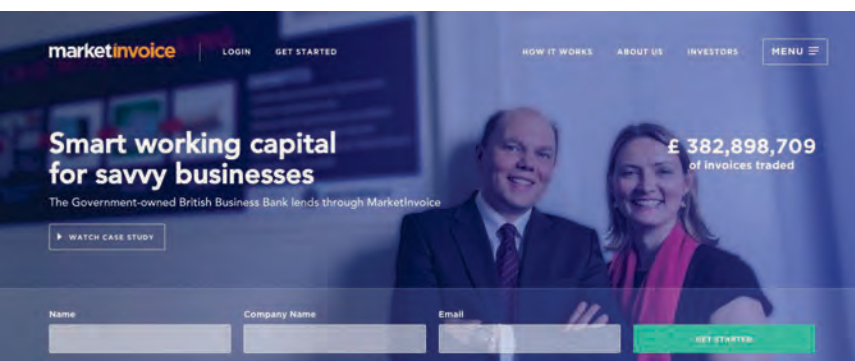 marketinvoice
LOGIN
GET STARTED
HOW IT WORKS
ABOUT US
INVESTORS
MENU
Smart working capital
for savvy businesses
£ 382,898,709
of invoices traded
The Government-owned British Business Bank lends through MarketInvoice
WATCH CASE STUDY
Name
Company Name
Email
GET STARTED